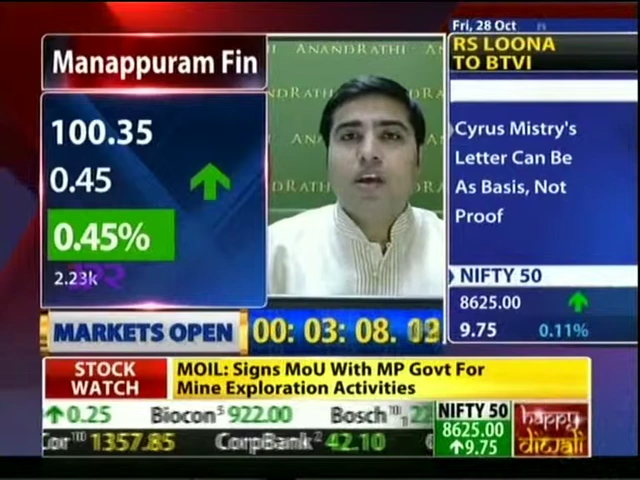 Fri, 28 Oct
Manappuram Fin
100.35
0.45
0.45%
2.23k
ANANDRATHI
RS LOONA
TO BTVI
Cyrus Mistry's
Letter Can Be
As Basis, Not
Proof
NIFTY 50
8625.00
9.75 0.11%
MARKETS OPEN 00: 03: 08.
STOCK
WATCH
MOIL: Signs MoU With MP Govt For
Mine Exploration Activities
0.25 Biocon 922.00 Bosch
1357.85 CorpBank 42.10
NIFTY 50
8625.00
9.75
happy
diwali